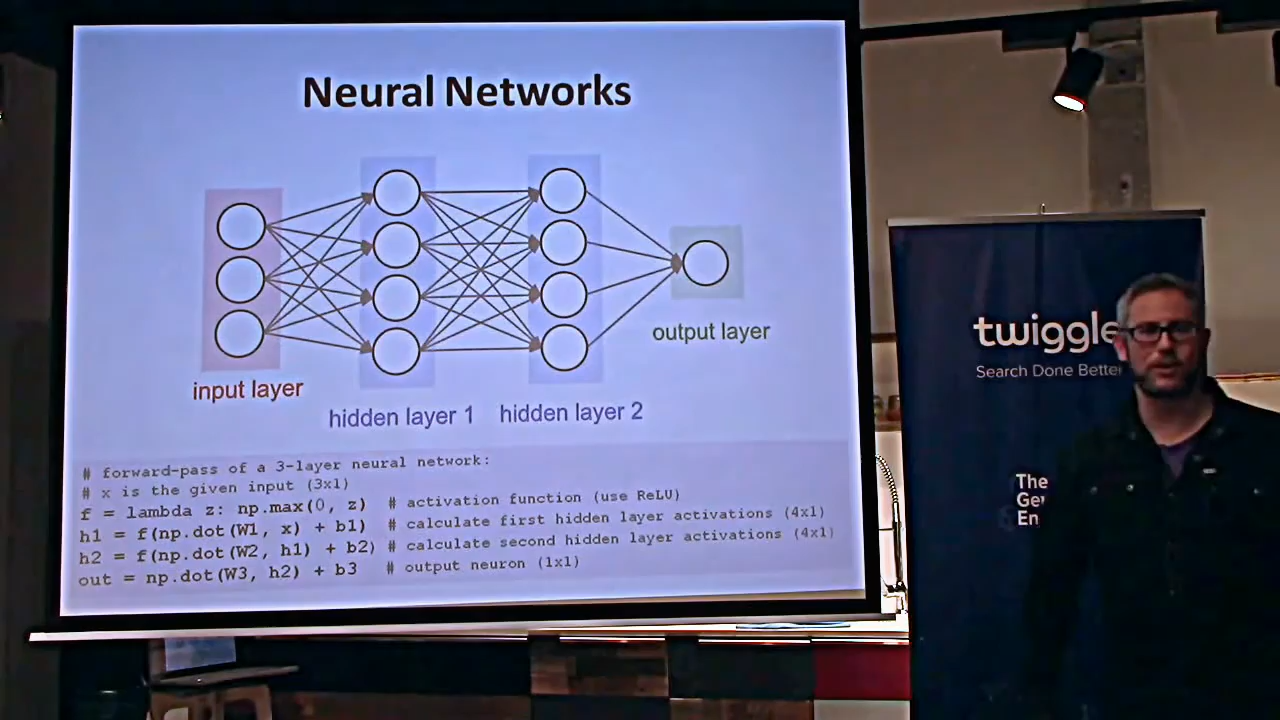 Neural Networks
input layer
hidden layer 1
hidden layer 2
output layer
# forward-pass of a 3-layer neural network:
# x is the given input (3x1)
f = lambda z: np.max(0, z) # activation function (use ReLU)
h1 = f(np.dot(W1, x) + b1) # calculate first hidden layer activations (4x1)
h2 = f(np.dot(W2, h1) + b2) # calculate second hidden layer activations (4x1)
out = np.dot(W3, h2) + b3 # output neuron (1x1)
twiggle
Search Done Better
The